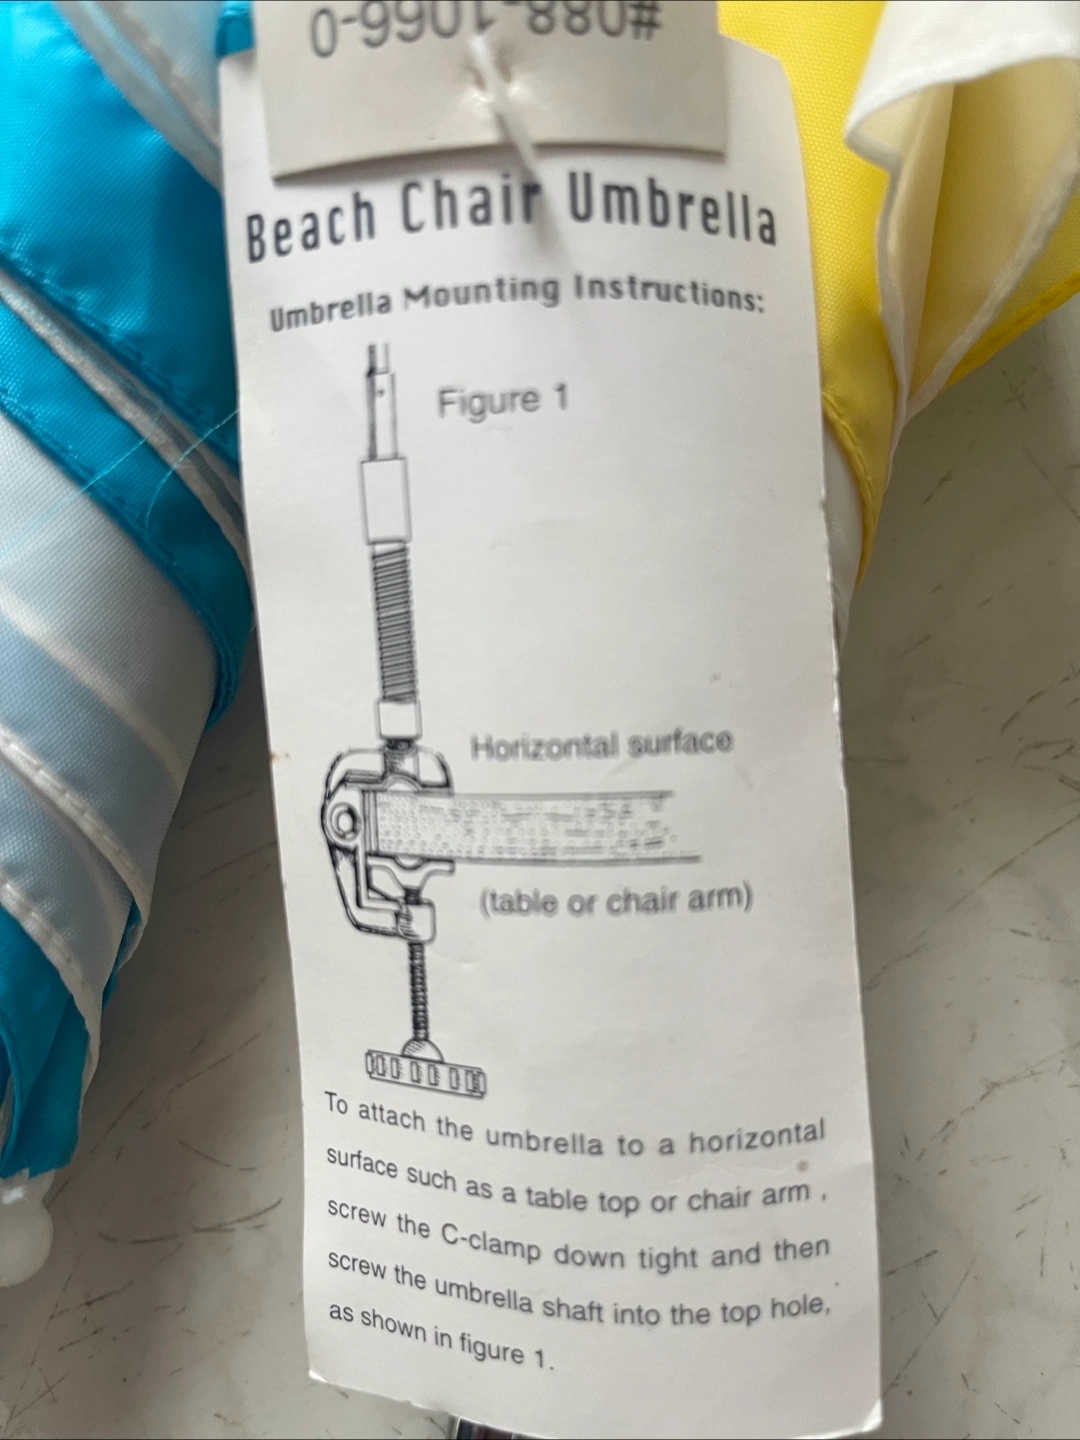 #088-1066-0
Beach Chair Umbrella
Umbrella Mounting Instructions:
Figure 1
Horizontal surface
(table or chair arm)
To attach the umbrella to a horizontal
surface such as a table top or chair arm ,
screw the C-clamp down tight and then
screw the umbrella shaft into the top hole,
as shown in figure 1.